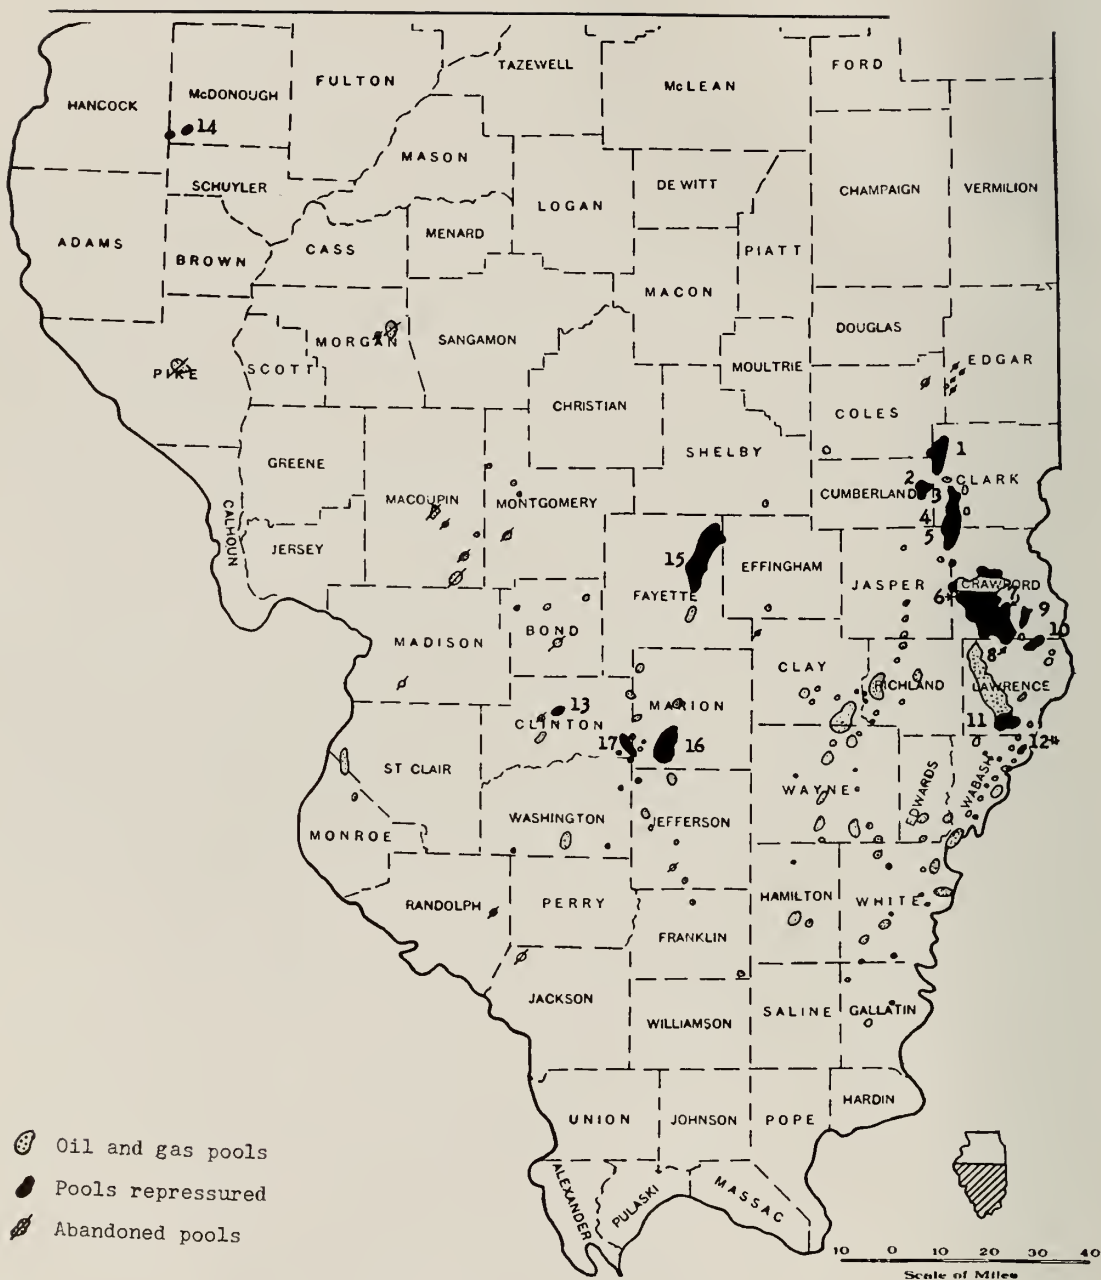 TAZEWELL
FORD
FULTON
McLEAN
McDONOUGH
HANCOCK
14
MASON
SCHUYLER
DE WITT
CHAMPAIGN
VERMILION
LOGAN
ADAMS
MENARD
CASS
PIATT
BROWN
MACON
DOUGLAS
MORGAN
SANGAMON
EDGAR
MOULTRIE
PIKE
SCOTT
CHRISTIAN
COLES
SHELBY
1
GREENE
CLARK
2
CUMBERLAND
MACOUPIN
MONTGOMERY
CALHOUN
4
5
JERSEY
15
EFFINGHAM
JASPER
CRAWFORD
FAYETTE
6
7
9
BOND
10
MADISON
8
CLAY
RICHLAND
LAWRENCE
13
MARION
CLINTON
11
17
16
12
ST CLAIR
WAYNE
EDWARDS
WABASH
WASHINGTON
JEFFERSON
MONROE
HAMILTON
RANDOLPH
PERRY
WHITE
FRANKLIN
JACKSON
SALINE
GALLATIN
WILLIAMSON
HARDIN
UNION
JOHNSON
POPE
Oil and gas pools
ALEXANDER
PULASKI
MASSAC
Pools repressured
Abandoned pools
10 0 10 20 30 40
Scale of Miles